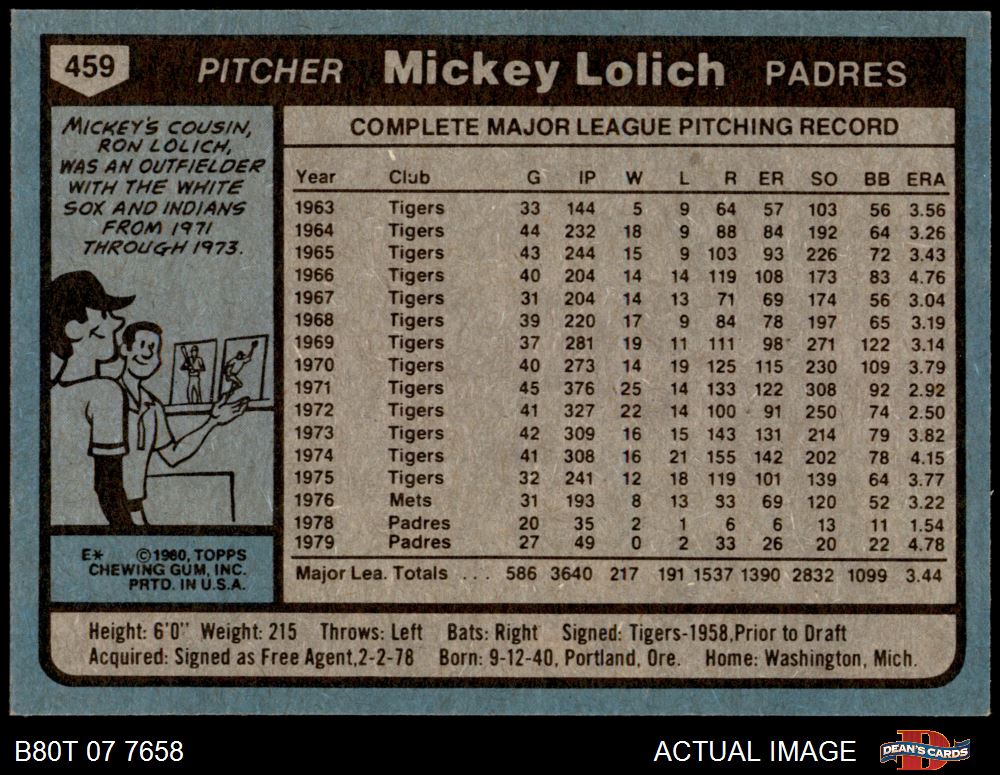 459 PITCHER Mickey Lolich PADRES
MICKEY'S COUSIN,
RON LOLICH,
WAS AN OUTFIELDER
WITH THE WHITE
SOX AND INDIANS
FROM 1971
THROUGH 1973.
COMPLETE MAJOR LEAGUE PITCHING RECORD
Year Club G IP W L R ER SO BB ERA
1963 Tigers 33 144 5 9 64 57 103 56 3.56
1964 Tigers 44 232 18 9 88 84 192 64 3.26
1965 Tigers 43 244 15 9 103 93 226 72 3.43
1966 Tigers 40 204 14 14 119 108 173 83 4.76
1967 Tigers 31 204 14 13 71 69 174 56 3.04
1968 Tigers 39 220 17 9 84 78 197 65 3.19
1969 Tigers 37 281 19 11 111 98 271 122 3.14
1970 Tigers 40 273 14 19 125 115 230 109 3.79
1971 Tigers 45 376 25 14 133 122 308 92 2.92
1972 Tigers 41 327 22 14 100 91 250 74 2.50
1973 Tigers 42 309 16 15 143 131 214 79 3.82
1974 Tigers 41 308 16 21 155 142 202 78 4.15
1975 Tigers 32 241 12 18 119 101 139 64 3.77
1976 Mets 31 193 8 13 83 69 120 52 3.22
1978 Padres 20 35 2 1 6 6 13 11 1.54
1979 Padres 27 49 0 2 33 26 20 22 4.78
Major Lea. Totals ... 586 3640 217 191 1537 1390 2832 1099 3.44
E* ©1980, TOPPS
CHEWING GUM, INC.
PRTD. IN U.S.A.
Height: 6'0" Weight: 215 Throws: Left Bats: Right Signed: Tigers-1958,Prior to Draft
Acquired: Signed as Free Agent,2-2-78 Born: 9-12-40, Portland, Ore. Home: Washington, Mich.
B80T 07 7658 ACTUAL IMAGE DEAN'S CARDS